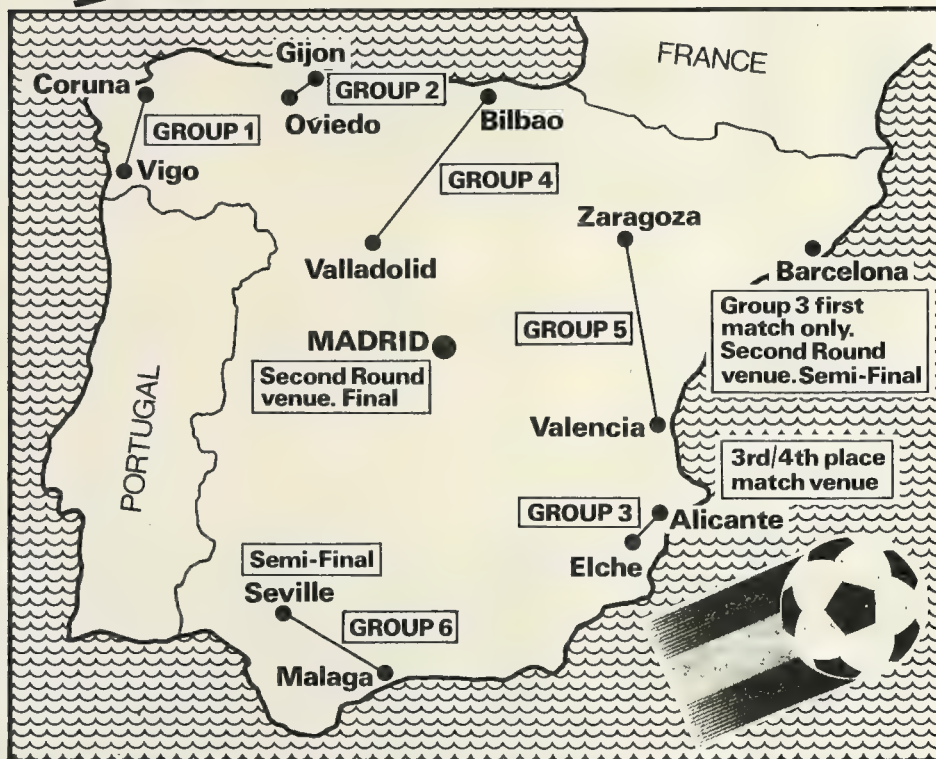 Gijon
FRANCE
Coruna
GROUP 2
GROUP 1
Oviedo
Bilbao
Vigo
GROUP 4
Zaragoza
Valladolid
Barcelona
Group 3 first
match only.
Second Round
venue. Semi-Final
GROUP 5
MADRID
Second Round
venue. Final
PORTUGAL
Valencia
3rd/4th place
match venue
GROUP 3
Alicante
Elche
Semi-Final
Seville
GROUP 6
Malaga